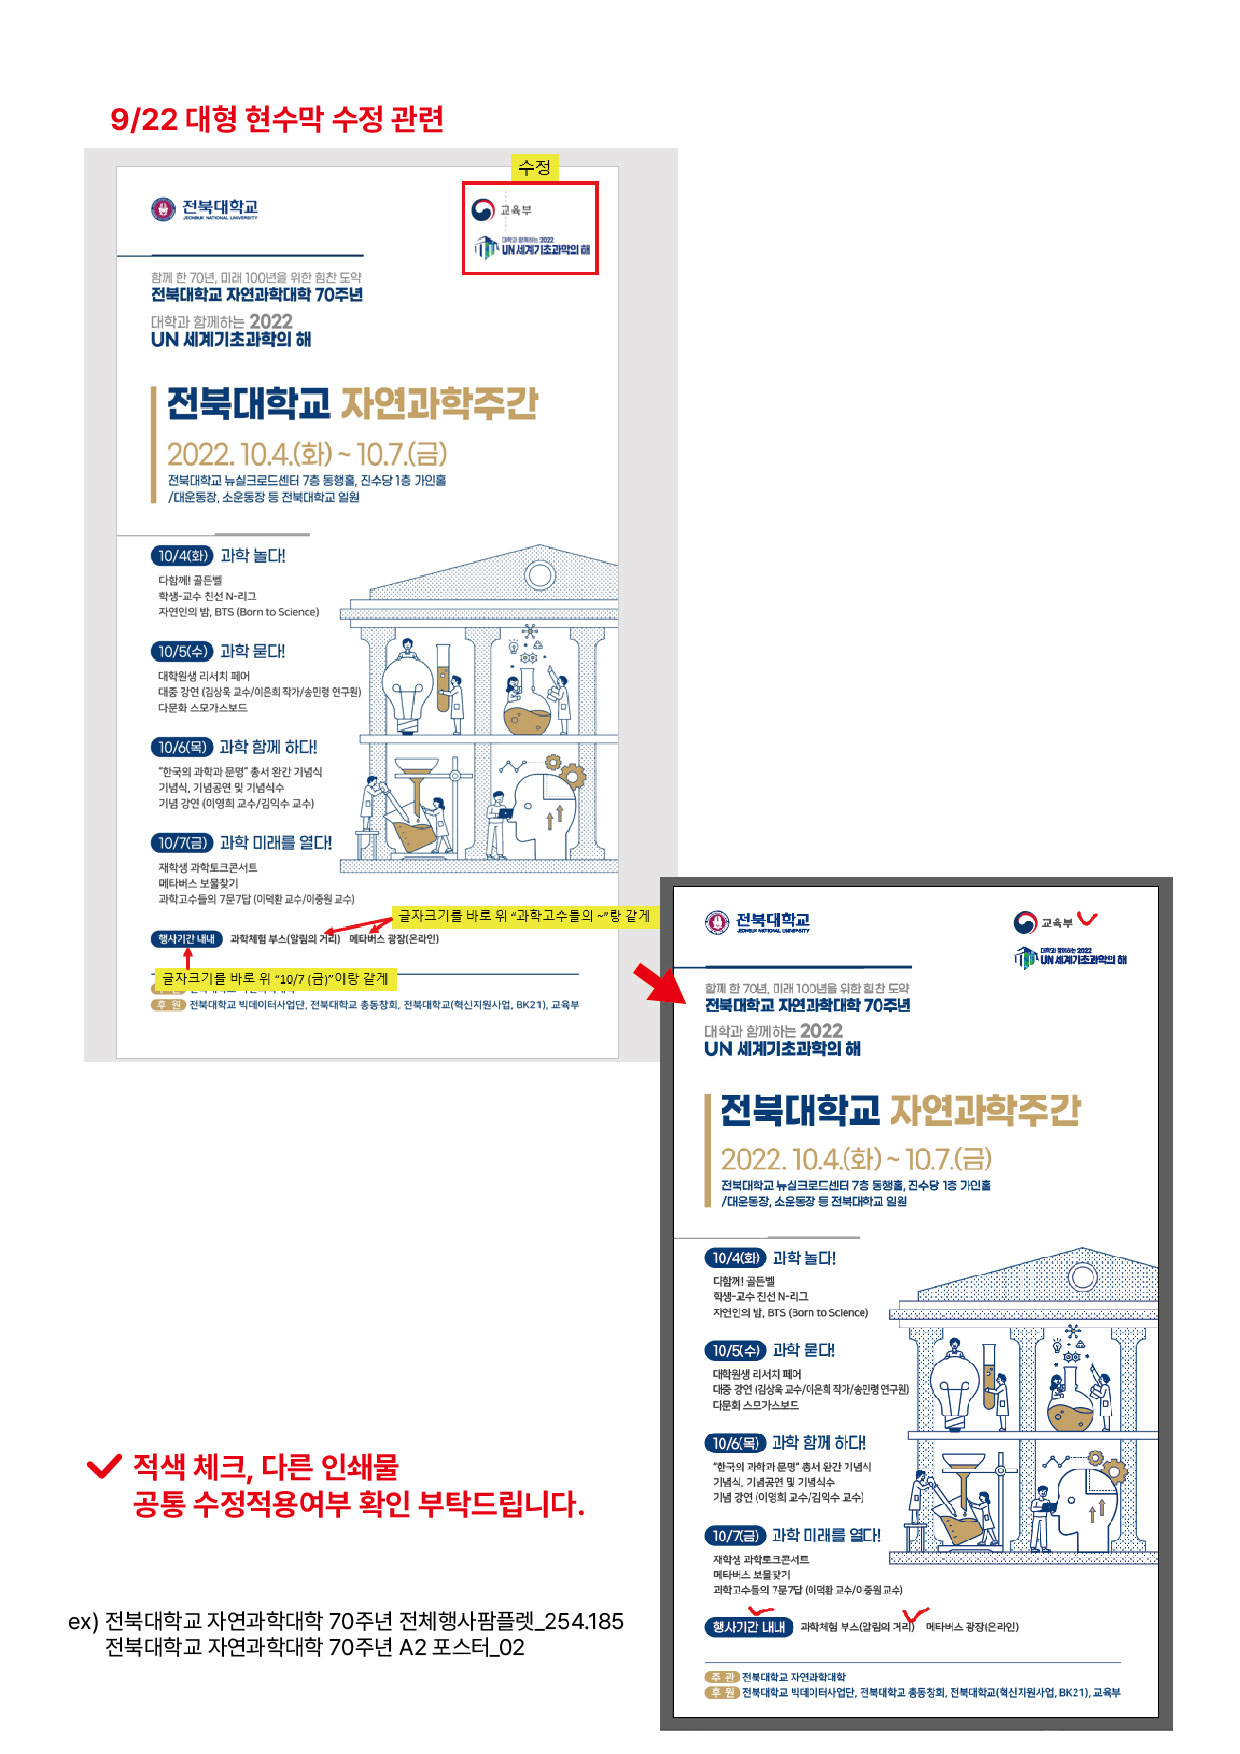 9/22 대형 현수막 수정 관련
수정
전북대학교
JEONBUK NATIONAL UNIVERSITY
교육부
대학과 함께하는 2022
UN 세계기초과학의 해
함께 한 70년, 미래 100년을 위한 힘찬 도약
전북대학교 자연과학대학 70주년
대학과 함께하는 2022
UN 세계기초과학의 해
전북대학교 자연과학주간
2022. 10.4.(화) ~ 10.7.(금)
전북대학교 뉴실크로드센터 7층 동행홀, 진수당 1층 가인홀
/대운동장, 소운동장 등 전북대학교 일원
10/4(화) 과학 놀다!
다함께! 골든벨
학생-교수 친선 N-리그
자연인의 밤, BTS (Born to Science)
10/5(수) 과학 묻다!
대학원생 리서치 페어
대중 강연 (김상욱 교수/이은희 작가/송민령 연구원)
다문화 스모가스보드
10/6(목) 과학 함께 하다!
"한국의 과학과 문명" 총서 완간 기념식
기념식, 기념공연 및 기념식수
기념 강연 (이영희 교수/김익수 교수)
10/7(금) 과학 미래를 열다!
재학생 과학토크콘서트
메타버스 보물찾기
과학고수들의 7문7답 (이덕환 교수/이중원 교수)
글자크기를 바로 위 "과학고수들의 ~"랑 같게
행사기간 내내 과학체험 부스(알림의 거리) 메타버스 광장(온라인)
글자크기를 바로 위 "10/7 (금)"이랑 같게
후 원 전북대학교 빅데이터사업단, 전북대학교 총동창회, 전북대학교(혁신지원사업, BK21), 교육부
전북대학교
JEONBUK NATIONAL UNIVERSITY
교육부
대학과 함께하는 2022
UN 세계기초과학의 해
함께 한 70년, 미래 100년을 위한 힘찬 도약
전북대학교 자연과학대학 70주년
대학과 함께하는 2022
UN 세계기초과학의 해
전북대학교 자연과학주간
2022. 10.4.(화) ~ 10.7.(금)
전북대학교 뉴실크로드센터 7층 동행홀, 진수당 1층 가인홀
/대운동장, 소운동장 등 전북대학교 일원
10/4(화) 과학 놀다!
다함께! 골든벨
학생-교수 친선 N-리그
자연인의 밤, BTS (Born to Science)
10/5(수) 과학 묻다!
대학원생 리서치 페어
대중 강연 (김상욱 교수/이은희 작가/송민령 연구원)
다문화 스모가스보드
10/6(목) 과학 함께 하다!
"한국의 과학과 문명" 총서 완간 기념식
기념식, 기념공연 및 기념식수
기념 강연 (이영희 교수/김익수 교수)
10/7(금) 과학 미래를 열다!
재학생 과학토크콘서트
메타버스 보물찾기
과학고수들의 7문7답 (이덕환 교수/이중원 교수)
행사기간 내내 과학체험 부스(알림의 거리) 메타버스 광장(온라인)
주 관 전북대학교 자연과학대학
후 원 전북대학교 빅데이터사업단, 전북대학교 총동창회, 전북대학교(혁신지원사업, BK21), 교육부
적색 체크, 다른 인쇄물
공통 수정적용여부 확인 부탁드립니다.
ex) 전북대학교 자연과학대학 70주년 전체행사팜플렛_254.185
전북대학교 자연과학대학 70주년 A2 포스터_02